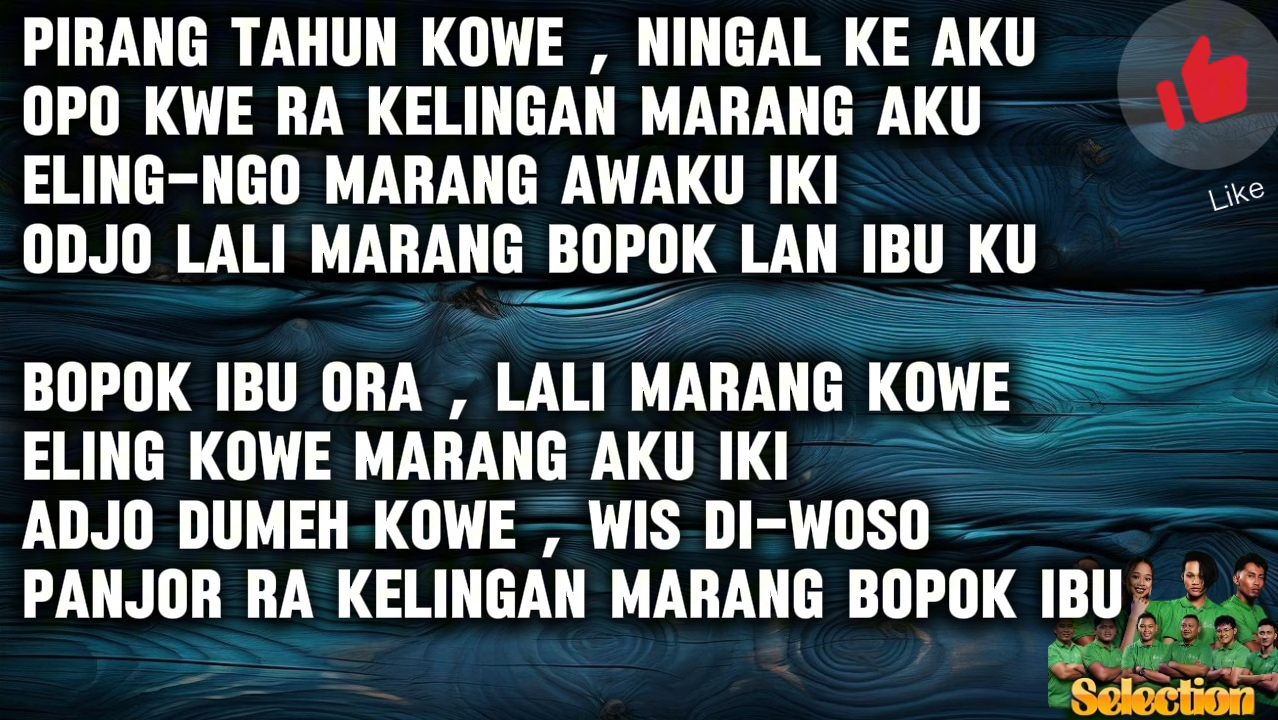 PIRANG TAHUN KOWE , NINGAL KE AKU
OPO KWE RA KELINGAN MARANG AKU
ELING-NGO MARANG AWAKU IKI
ODJO LALI MARANG BOPOK LAN IBU KU
BOPOK IBU ORA , LALI MARANG KOWE
ELING KOWE MARANG AKU IKI
ADJO DUMEH KOWE , WIS DI-WOSO
PANJOR RA KELINGAN MARANG BOPOK IBU
Like
Selection